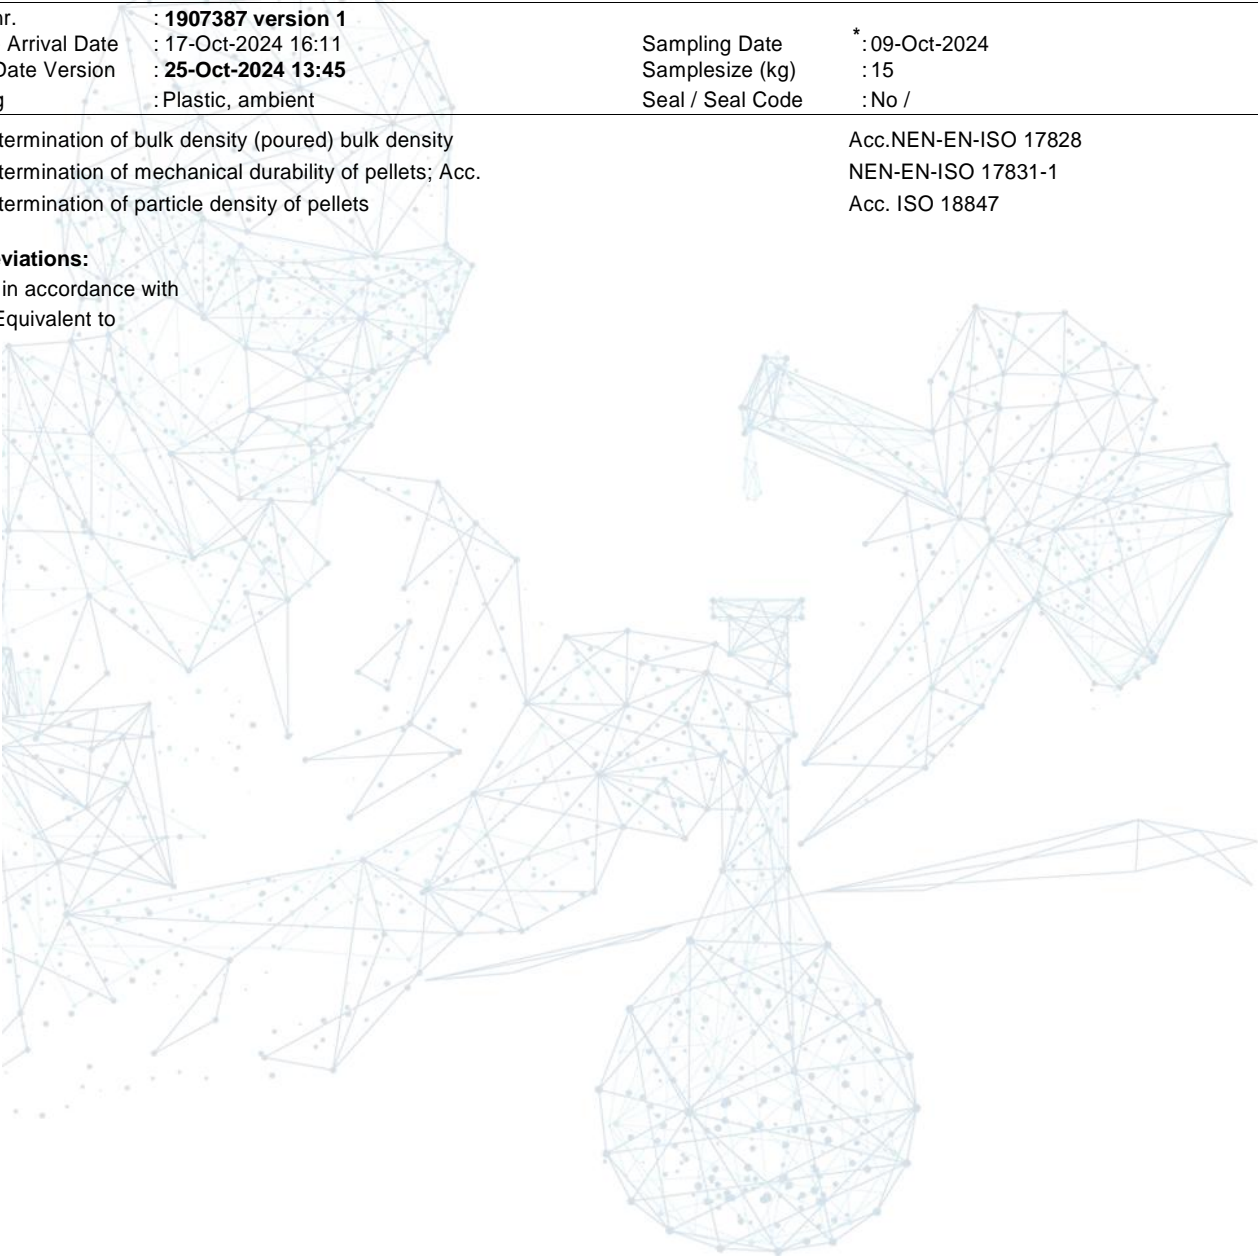 nr. : 1907387 version 1
Arrival Date : 17-Oct-2024 16:11 Sampling Date *: 09-Oct-2024
Date Version : 25-Oct-2024 13:45 Samplesize (kg) : 15
g : Plastic, ambient Seal / Seal Code : No /
termination of bulk density (poured) bulk density Acc.NEN-EN-ISO 17828
termination of mechanical durability of pellets; Acc. NEN-EN-ISO 17831-1
termination of particle density of pellets Acc. ISO 18847
viations:
in accordance with
Equivalent to